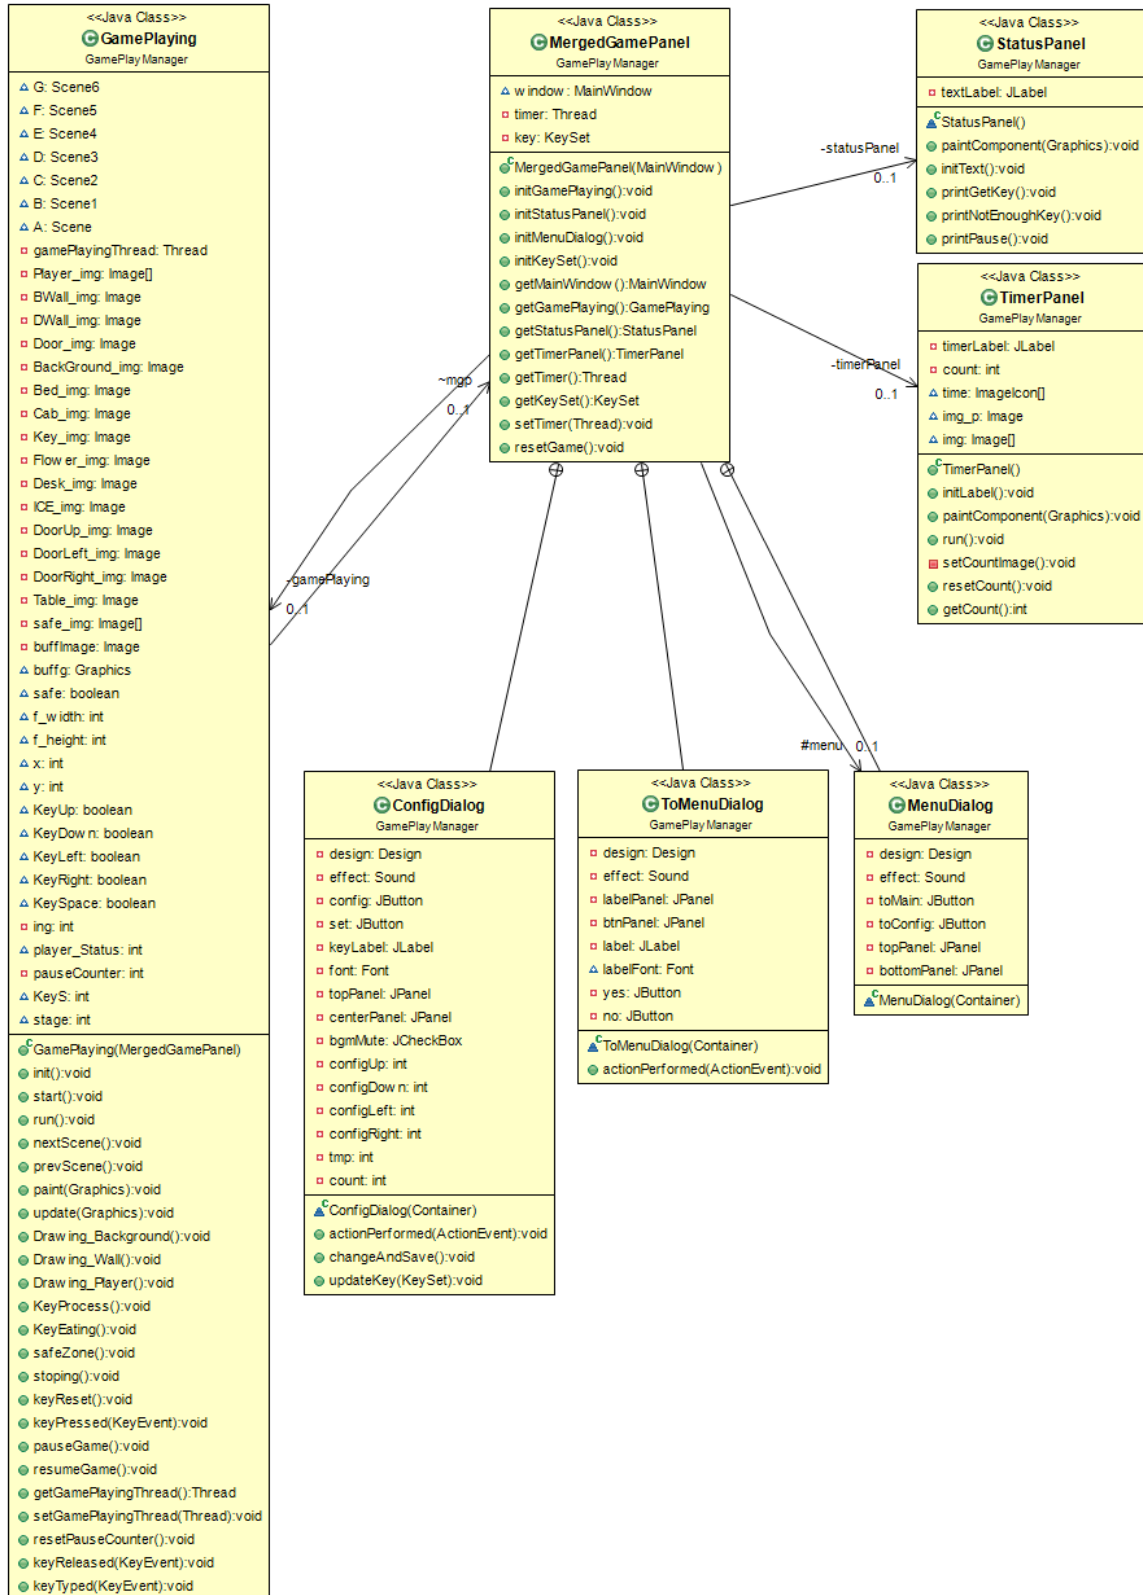 <<Java Class>>
GamePlaying
GamePlayManager
G: Scene6
F: Scene5
E: Scene4
D: Scene3
C: Scene2
B: Scene1
A: Scene
gamePlayingThread: Thread
Player_img: Image[]
BWall_img: Image
DWall_img: Image
Door_img: Image
BackGround_img: Image
Bed_img: Image
Cab_img: Image
Key_img: Image
Flower_img: Image
Desk_img: Image
ICE_img: Image
DoorUp_img: Image
DoorLeft_img: Image
DoorRight_img: Image
Table_img: Image
safe_img: Image[]
buffImage: Image
buffg: Graphics
safe: boolean
f_width: int
f_height: int
x: int
y: int
KeyUp: boolean
KeyDown: boolean
KeyLeft: boolean
KeyRight: boolean
KeySpace: boolean
ing: int
player_Status: int
pauseCounter: int
KeyS: int
stage: int
GamePlaying(MergedGamePanel)
init():void
start():void
run():void
nextScene():void
prevScene():void
paint(Graphics):void
update(Graphics):void
Drawing_Background():void
Drawing_Wall():void
Drawing_Player():void
KeyProcess():void
KeyEating():void
safeZone():void
stoping():void
keyReset():void
keyPressed(KeyEvent):void
pauseGame():void
resumeGame():void
getGamePlayingThread():Thread
setGamePlayingThread(Thread):void
resetPauseCounter():void
keyReleased(KeyEvent):void
keyTyped(KeyEvent):void
<<Java Class>>
MergedGamePanel
GamePlayManager
window: MainWindow
timer: Thread
key: KeySet
MergedGamePanel(MainWindow)
initGamePlaying():void
initStatusPanel():void
initMenuDialog():void
initKeySet():void
getMainWindow():MainWindow
getGamePlaying():GamePlaying
getStatusPanel():StatusPanel
getTimerPanel():TimerPanel
getTimer():Thread
getKeySet():KeySet
setTimer(Thread):void
resetGame():void
<<Java Class>>
StatusPanel
GamePlayManager
textLabel: JLabel
StatusPanel()
paintComponent(Graphics):void
initText():void
printGetKey():void
printNotEnoughKey():void
printPause():void
<<Java Class>>
TimerPanel
GamePlayManager
timerLabel: JLabel
count: int
time: ImageIcon[]
img_p: Image
img: Image[]
TimerPanel()
initLabel():void
paintComponent(Graphics):void
run():void
setCountImage():void
resetCount():void
getCount():int
-statusPanel
0..1
-timerPanel
0..1
~mgp
0..1
-gamePlaying
0..1
#menu
0..1
<<Java Class>>
ConfigDialog
GamePlayManager
design: Design
effect: Sound
config: JButton
set: JButton
keyLabel: JLabel
font: Font
topPanel: JPanel
centerPanel: JPanel
bgmMute: JCheckBox
configUp: int
configDown: int
configLeft: int
configRight: int
tmp: int
count: int
ConfigDialog(Container)
actionPerformed(ActionEvent):void
changeAndSave():void
updateKey(KeySet):void
<<Java Class>>
ToMenuDialog
GamePlayManager
design: Design
effect: Sound
labelPanel: JPanel
btnPanel: JPanel
label: JLabel
labelFont: Font
yes: JButton
no: JButton
ToMenuDialog(Container)
actionPerformed(ActionEvent):void
<<Java Class>>
MenuDialog
GamePlayManager
design: Design
effect: Sound
toMain: JButton
toConfig: JButton
topPanel: JPanel
bottomPanel: JPanel
MenuDialog(Container)